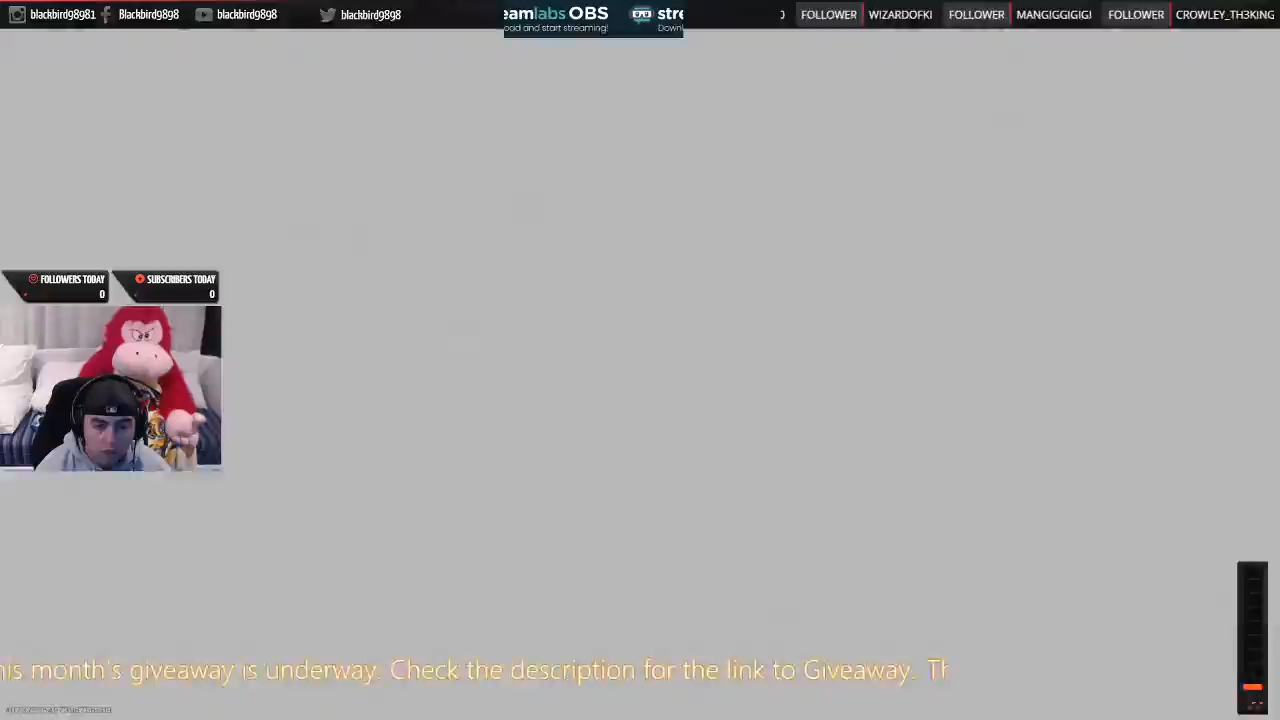 blackbird98981 Blackbird9898 blackbird9898 blackbird9898
eamlabs OBS stre
oad and start streaming! Downl
FOLLOWER WIZARDOFKI FOLLOWER MANGIGGIGIGI FOLLOWER CROWLEY_TH3KING
FOLLOWERS TODAY
0
SUBSCRIBERS TODAY
0
his month's giveaway is underway. Check the description for the link to Giveaway. Th